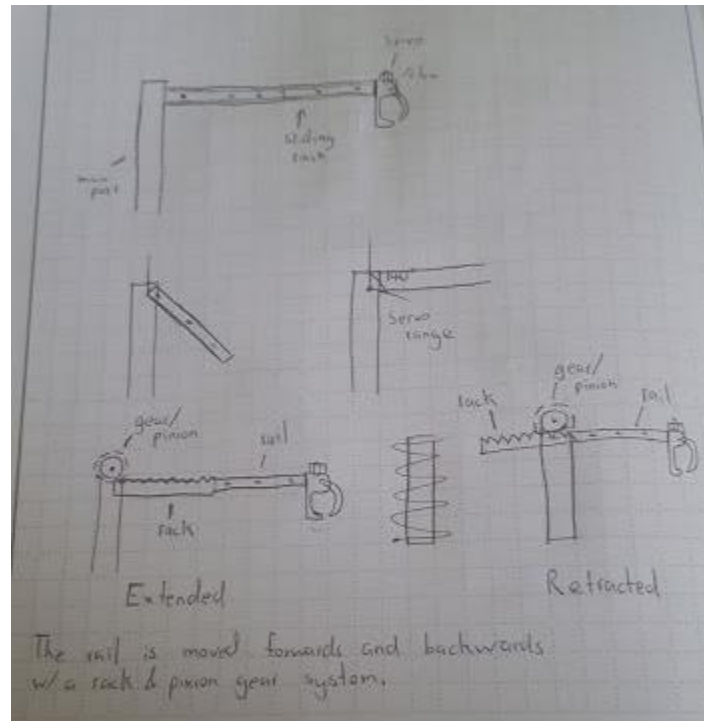 servo
claw
sliding
main
post
140
servo
range
gear/
pinion
rail
rack
gear/
pinion
rack
rail
Extended
Retracted
The rail is moved forwards and backwards
w/ a rack & pinion gear system.